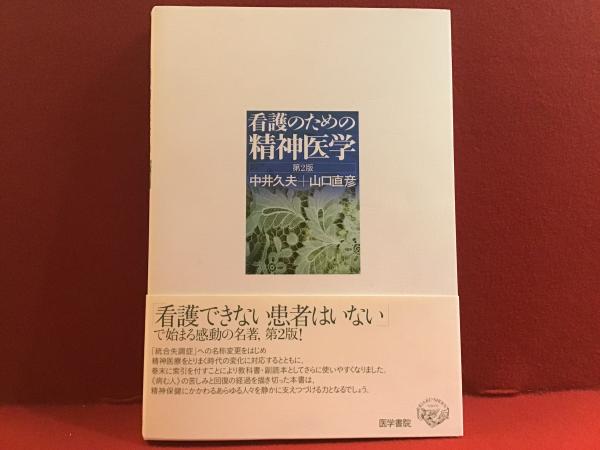 看護のための
精神医学
第2版
中井久夫＋山口直彦
「看護できない患者はいない」
で始まる感動の名著，第2版！
「統合失調症」への名称変更をはじめ
精神医療をとりまく時代の変化に対応するとともに，
巻末に索引を付すことにより教科書・副読本としてさらに使いやすくなりました。
《病む人》の苦しみと回復の経過を描き切った本書は，
精神保健にかかわるあらゆる人々を静かに支えつづける力となるでしょう。
医学書院